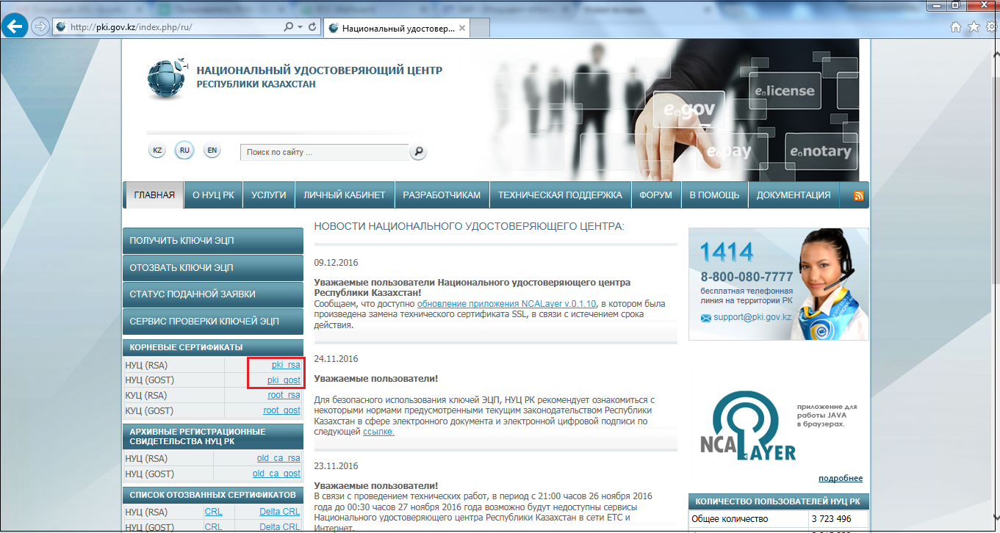 http://pki.gov.kz/index.php/ru/
Национальный удостовер...
НАЦИОНАЛЬНЫЙ УДОСТОВЕРЯЮЩИЙ ЦЕНТР
РЕСПУБЛИКИ КАЗАХСТАН
e.license
e.gov
e.pay
e.notary
KZ RU EN
Поиск по сайту ...
ГЛАВНАЯ О НУЦ РК УСЛУГИ ЛИЧНЫЙ КАБИНЕТ РАЗРАБОТЧИКАМ ТЕХНИЧЕСКАЯ ПОДДЕРЖКА ФОРУМ В ПОМОЩЬ ДОКУМЕНТАЦИЯ
ПОЛУЧИТЬ КЛЮЧИ ЭЦП
ОТОЗВАТЬ КЛЮЧИ ЭЦП
СТАТУС ПОДАННОЙ ЗАЯВКИ
СЕРВИС ПРОВЕРКИ КЛЮЧЕЙ ЭЦП
КОРНЕВЫЕ СЕРТИФИКАТЫ
НУЦ (RSA) pki_rsa
НУЦ (GOST) pki_gost
КУЦ (RSA) root_rsa
КУЦ (GOST) root_gost
АРХИВНЫЕ РЕГИСТРАЦИОННЫЕ
СВИДЕТЕЛЬСТВА НУЦ РК
НУЦ (RSA) old_ca_rsa
НУЦ (GOST) old_ca_gost
СПИСОК ОТОЗВАННЫХ СЕРТИФИКАТОВ
НУЦ (RSA) CRL Delta CRL
НУЦ (GOST) CRL Delta CRL
НОВОСТИ НАЦИОНАЛЬНОГО УДОСТОВЕРЯЮЩЕГО ЦЕНТРА:
09.12.2016
Уважаемые пользователи Национального удостоверяющего центра
Республики Казахстан!
Сообщаем, что доступно обновление приложения NCALayer v.0.1.10, в котором была
произведена замена технического сертификата SSL, в связи с истечением срока
действия.
24.11.2016
Уважаемые пользователи!
Для безопасного использования ключей ЭЦП, НУЦ РК рекомендует ознакомиться с
некоторыми нормами предусмотренными текущим законодательством Республики
Казахстан в сфере электронного документа и электронной цифровой подписи по
следующей ссылке.
23.11.2016
Уважаемые пользователи!
В связи с проведением технических работ, в период с 21:00 часов 26 ноября 2016
года до 00:30 часов 27 ноября 2016 года возможно будут недоступны сервисы
Национального удостоверяющего центра Республики Казахстан в сети ЕТС и
Интернет.
1414
8-800-080-7777
бесплатная телефонная
линия на территории РК
support@pki.gov.kz
NCALAYER
приложение для
работы JAVA
в браузерах.
подробнее
КОЛИЧЕСТВО ПОЛЬЗОВАТЕЛЕЙ НУЦ РК
Общее количество 3 723 496